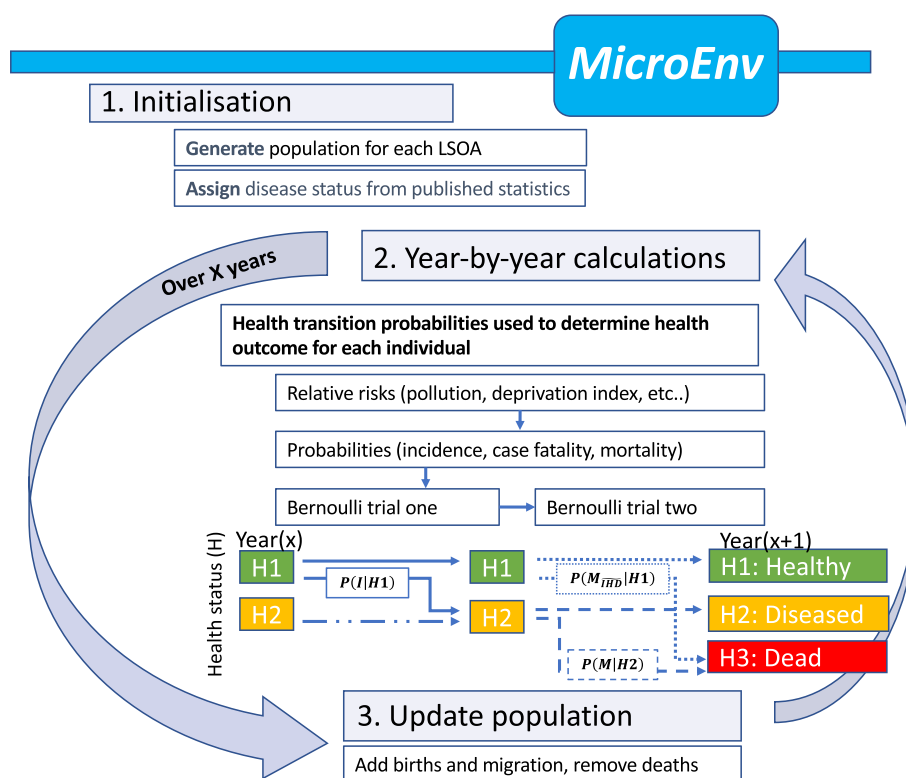 MicroEnv
1. Initialisation
Generate population for each LSOA
Assign disease status from published statistics
Over X years
2. Year-by-year calculations
Health transition probabilities used to determine health
outcome for each individual
Relative risks (pollution, deprivation index, etc..)
Probabilities (incidence, case fatality, mortality)
Bernoulli trial one
Bernoulli trial two
Health status (H)
Year(x)
Year(x+1)
H1
P(I|H1)
H1
P(M_IHD|H1)
H1: Healthy
H2
H2
H2: Diseased
P(M|H2)
H3: Dead
3. Update population
Add births and migration, remove deaths